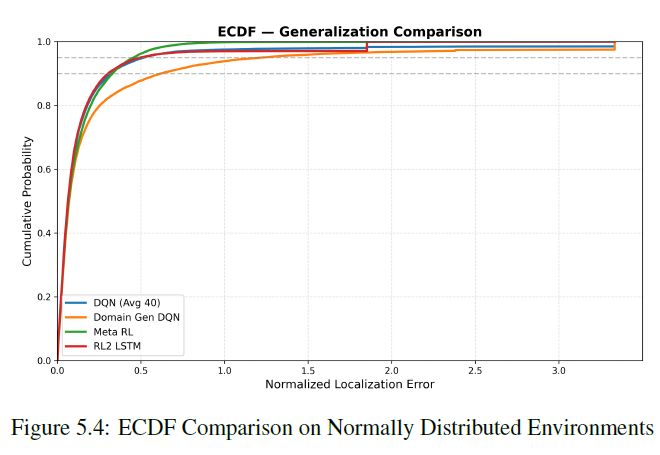 ECDF — Generalization Comparison
1.0
0.8
0.6
0.4
0.2
0.0
Cumulative Probability
DQN (Avg 40)
Domain Gen DQN
Meta RL
RL2 LSTM
0.0 0.5 1.0 1.5 2.0 2.5 3.0
Normalized Localization Error
Figure 5.4: ECDF Comparison on Normally Distributed Environments